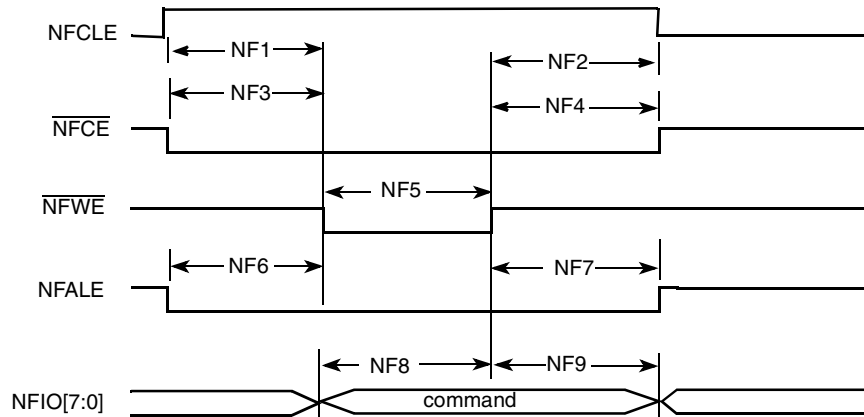 NFCLE
NF1
NF2
NF3
NF4
NFCE
NF5
NFWE
NF6
NF7
NFALE
NF8
NF9
NFIO[7:0]
command